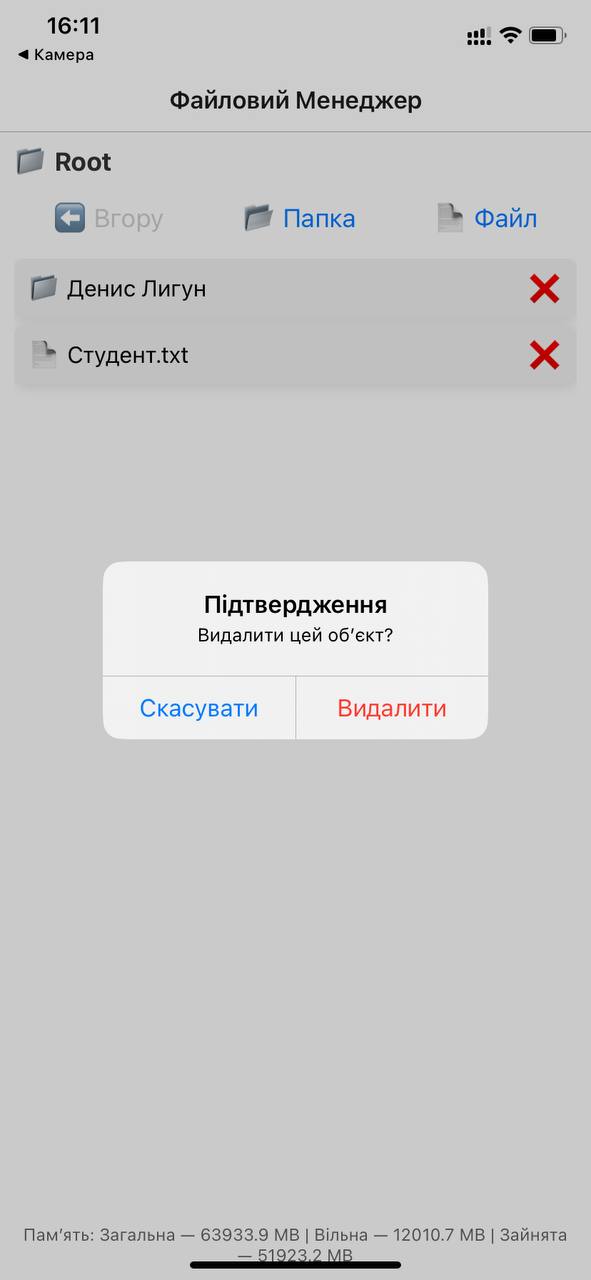 16:11
◀ Камера
Файловий Менеджер
Root
Вгору
Папка
Файл
Денис Лигун
Студент.txt
Підтвердження
Видалити цей об’єкт?
Скасувати
Видалити
Пам’ять: Загальна — 63933.9 MB | Вільна — 12010.7 MB | Зайнята
— 51923.2 MB